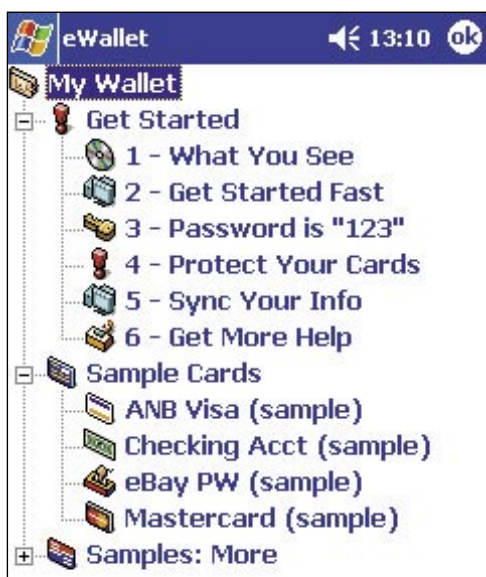 eWallet 13:10 ok
My Wallet
Get Started
1 - What You See
2 - Get Started Fast
3 - Password is "123"
4 - Protect Your Cards
5 - Sync Your Info
6 - Get More Help
Sample Cards
ANB Visa (sample)
Checking Acct (sample)
eBay PW (sample)
Mastercard (sample)
Samples: More